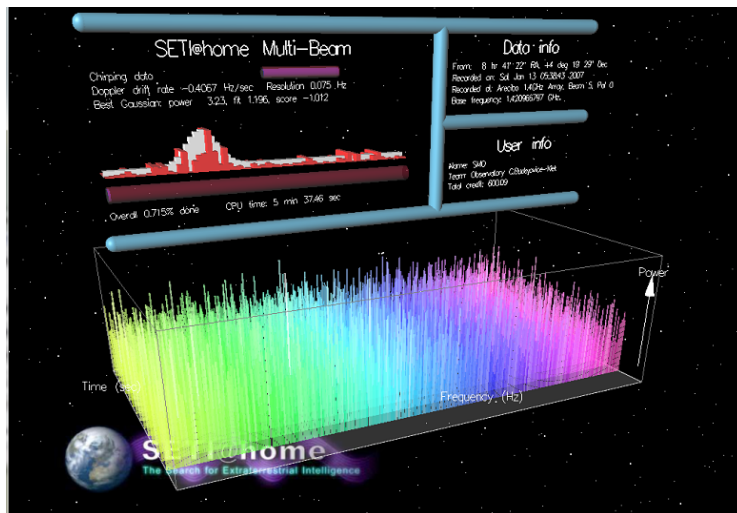 SETI@home Multi-Beam
Chirping data
Doppler drift rate -0.4067 Hz/sec Resolution 0.075 Hz
Best Gaussian: power 3.23, fit 1.196, score -1.012
Overall 0.715% done CPU time: 5 min 37.46 sec
Data info
From: 8 hr 41' 22" RA, +4 deg 19' 29" Dec
Recorded on: Sat Jan 13 05:38:43 2007
Recorded at: Arecibo 1.4GHz Array, Beam 5, Pol 0
Base frequency: 1.420965797 GHz
User info
Name: SMO
Team: Observatory C.Budejovice-Net
Total credit: 600.09
Power
Time (sec)
Frequency (Hz)
SETI@home
The Search for Extraterrestrial Intelligence